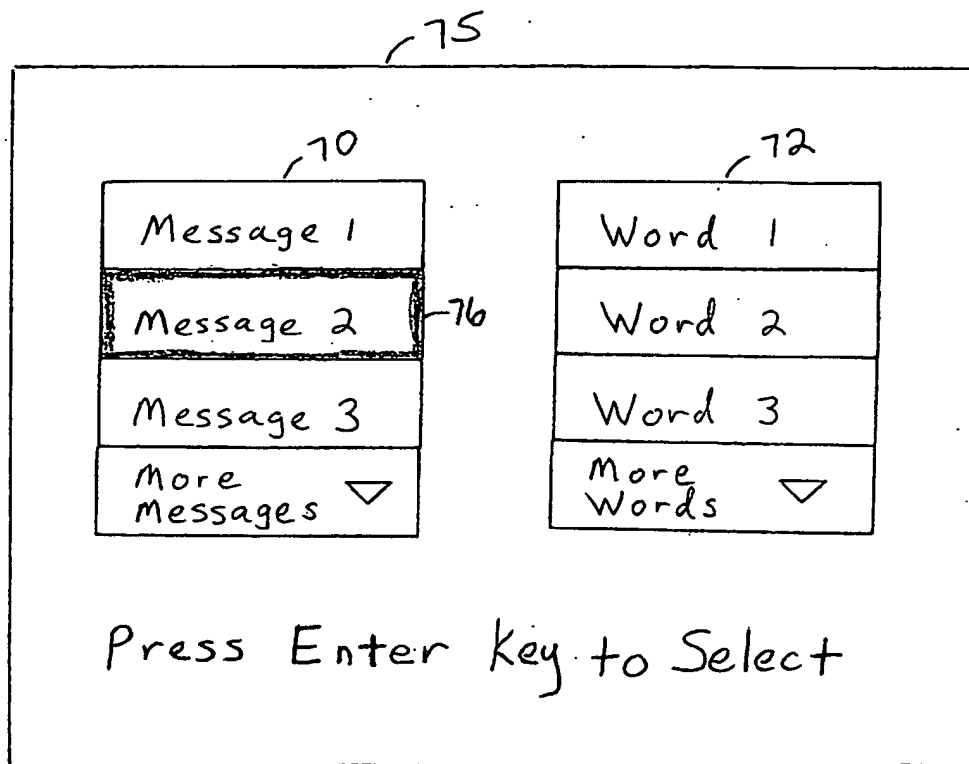 75
70
72
Message 1
Word 1
Message 2
76
Word 2
Message 3
Word 3
More
Messages
More
Words
Press Enter Key to Select